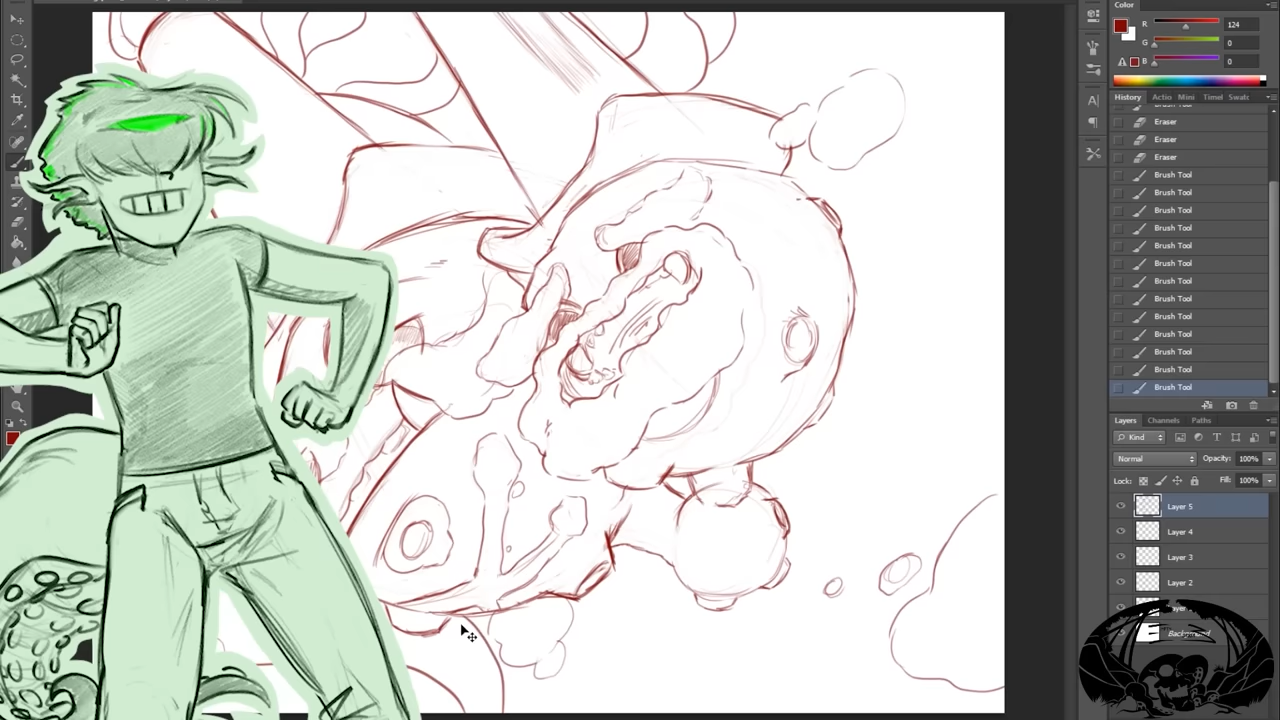 Color
R 124
G 0
B 0
History Actio Mini Timel Swatc
Brush Tool
Eraser
Eraser
Eraser
Brush Tool
Brush Tool
Brush Tool
Brush Tool
Brush Tool
Brush Tool
Brush Tool
Brush Tool
Brush Tool
Brush Tool
Brush Tool
Brush Tool
Brush Tool
Layers Channels Paths
Kind
Normal Opacity: 100%
Lock: Fill: 100%
Layer 5
Layer 4
Layer 3
Layer 2
Background